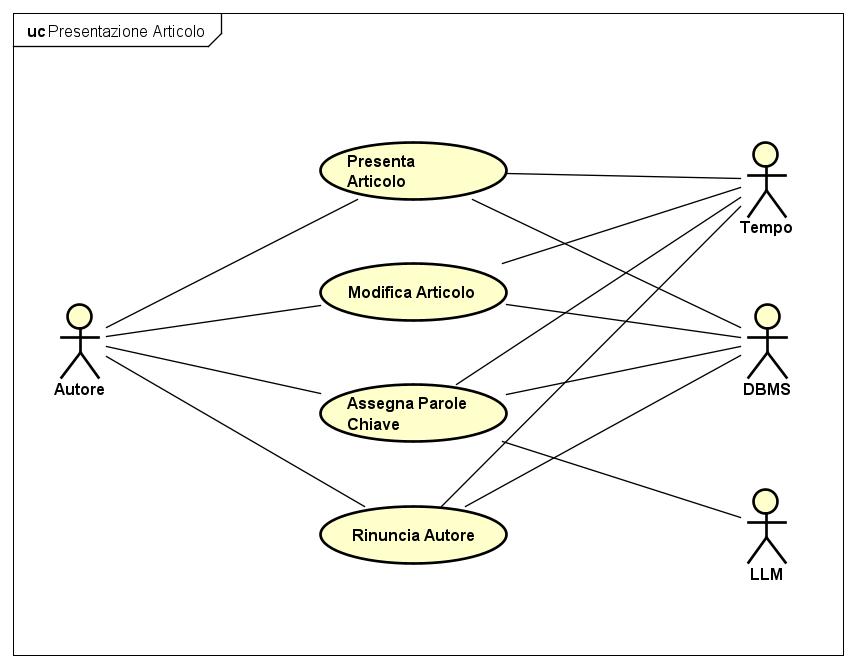 uc Presentazione Articolo
Presenta
Articolo
Tempo
Modifica Articolo
Autore
DBMS
Assegna Parole
Chiave
Rinuncia Autore
LLM